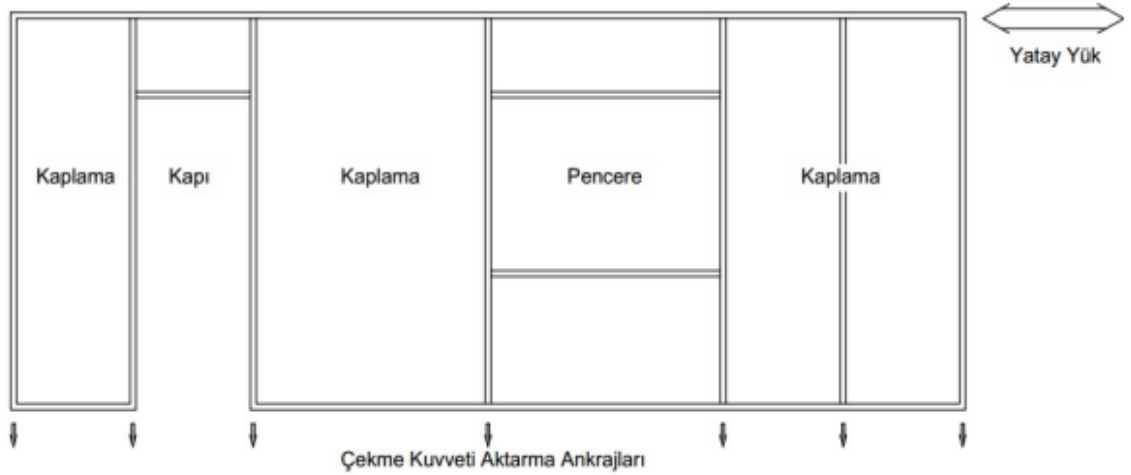 Yatay Yük
Kaplama
Kapı
Kaplama
Pencere
Kaplama
Çekme Kuvveti Aktarma Ankrajları